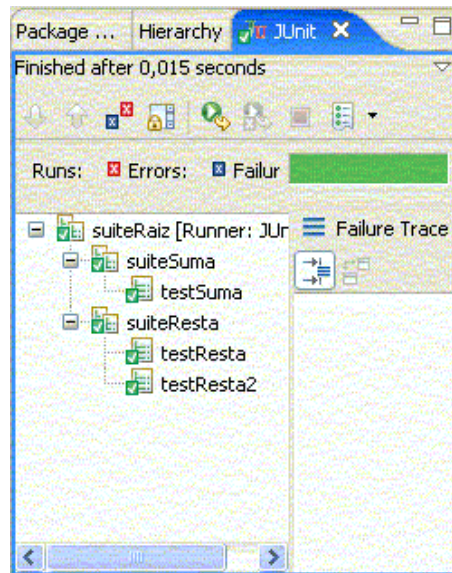 Package ... Hierarchy JUnit
Finished after 0,015 seconds
Runs: Errors: Failur
suiteRaiz [Runner: JUr
Failure Trace
suiteSuma
testSuma
suiteResta
testResta
testResta2